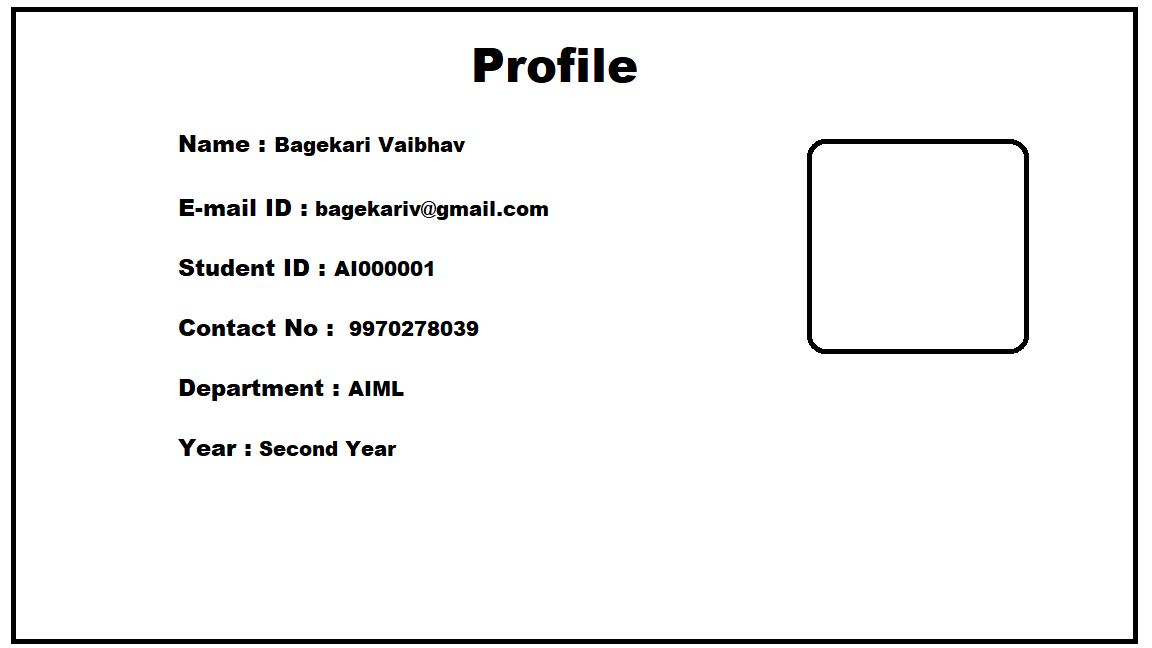 Profile
Name : Bagekari Vaibhav
E-mail ID : bagekariv@gmail.com
Student ID : AI000001
Contact No :  9970278039
Department : AIML
Year : Second Year